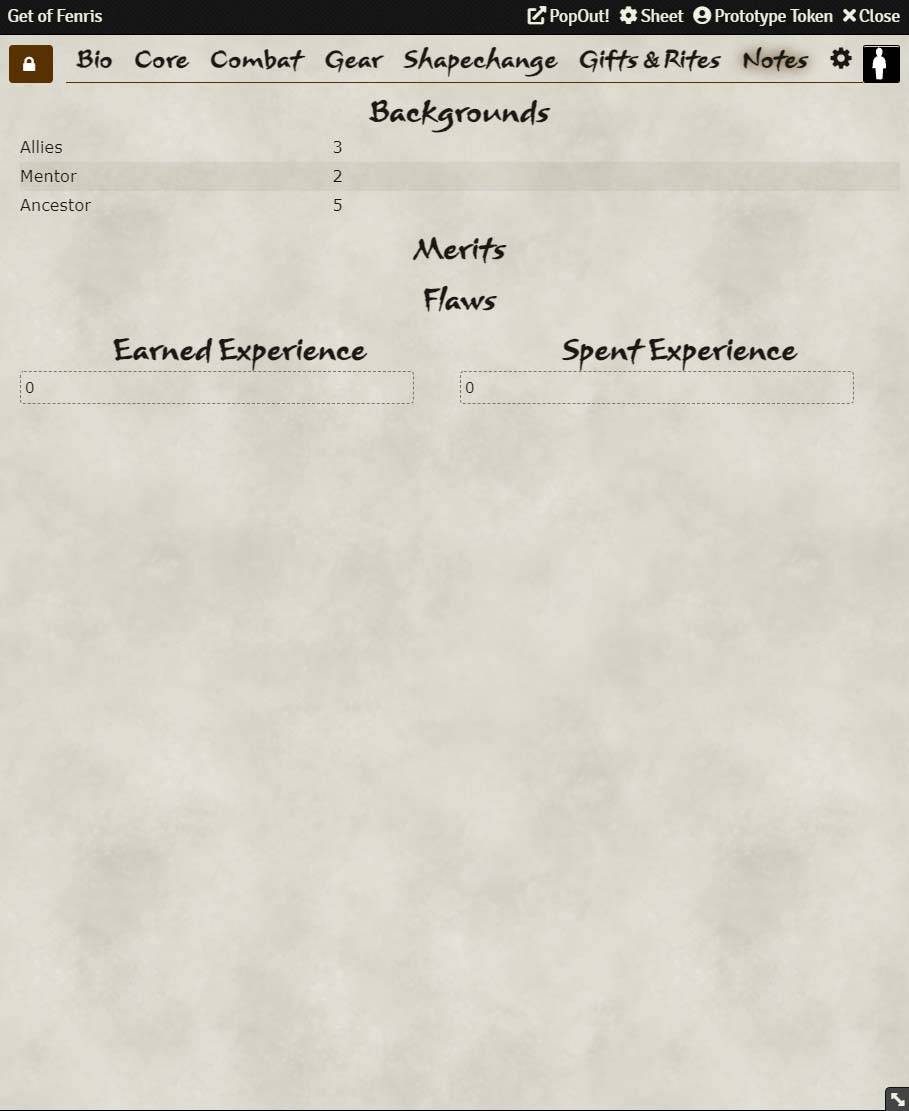 Get of Fenris PopOut! Sheet Prototype Token Close
Bio Core Combat Gear Shapechange Gifts & Rites Notes
Backgrounds
Allies 3
Mentor 2
Ancestor 5
Merits
Flaws
Earned Experience Spent Experience
0 0